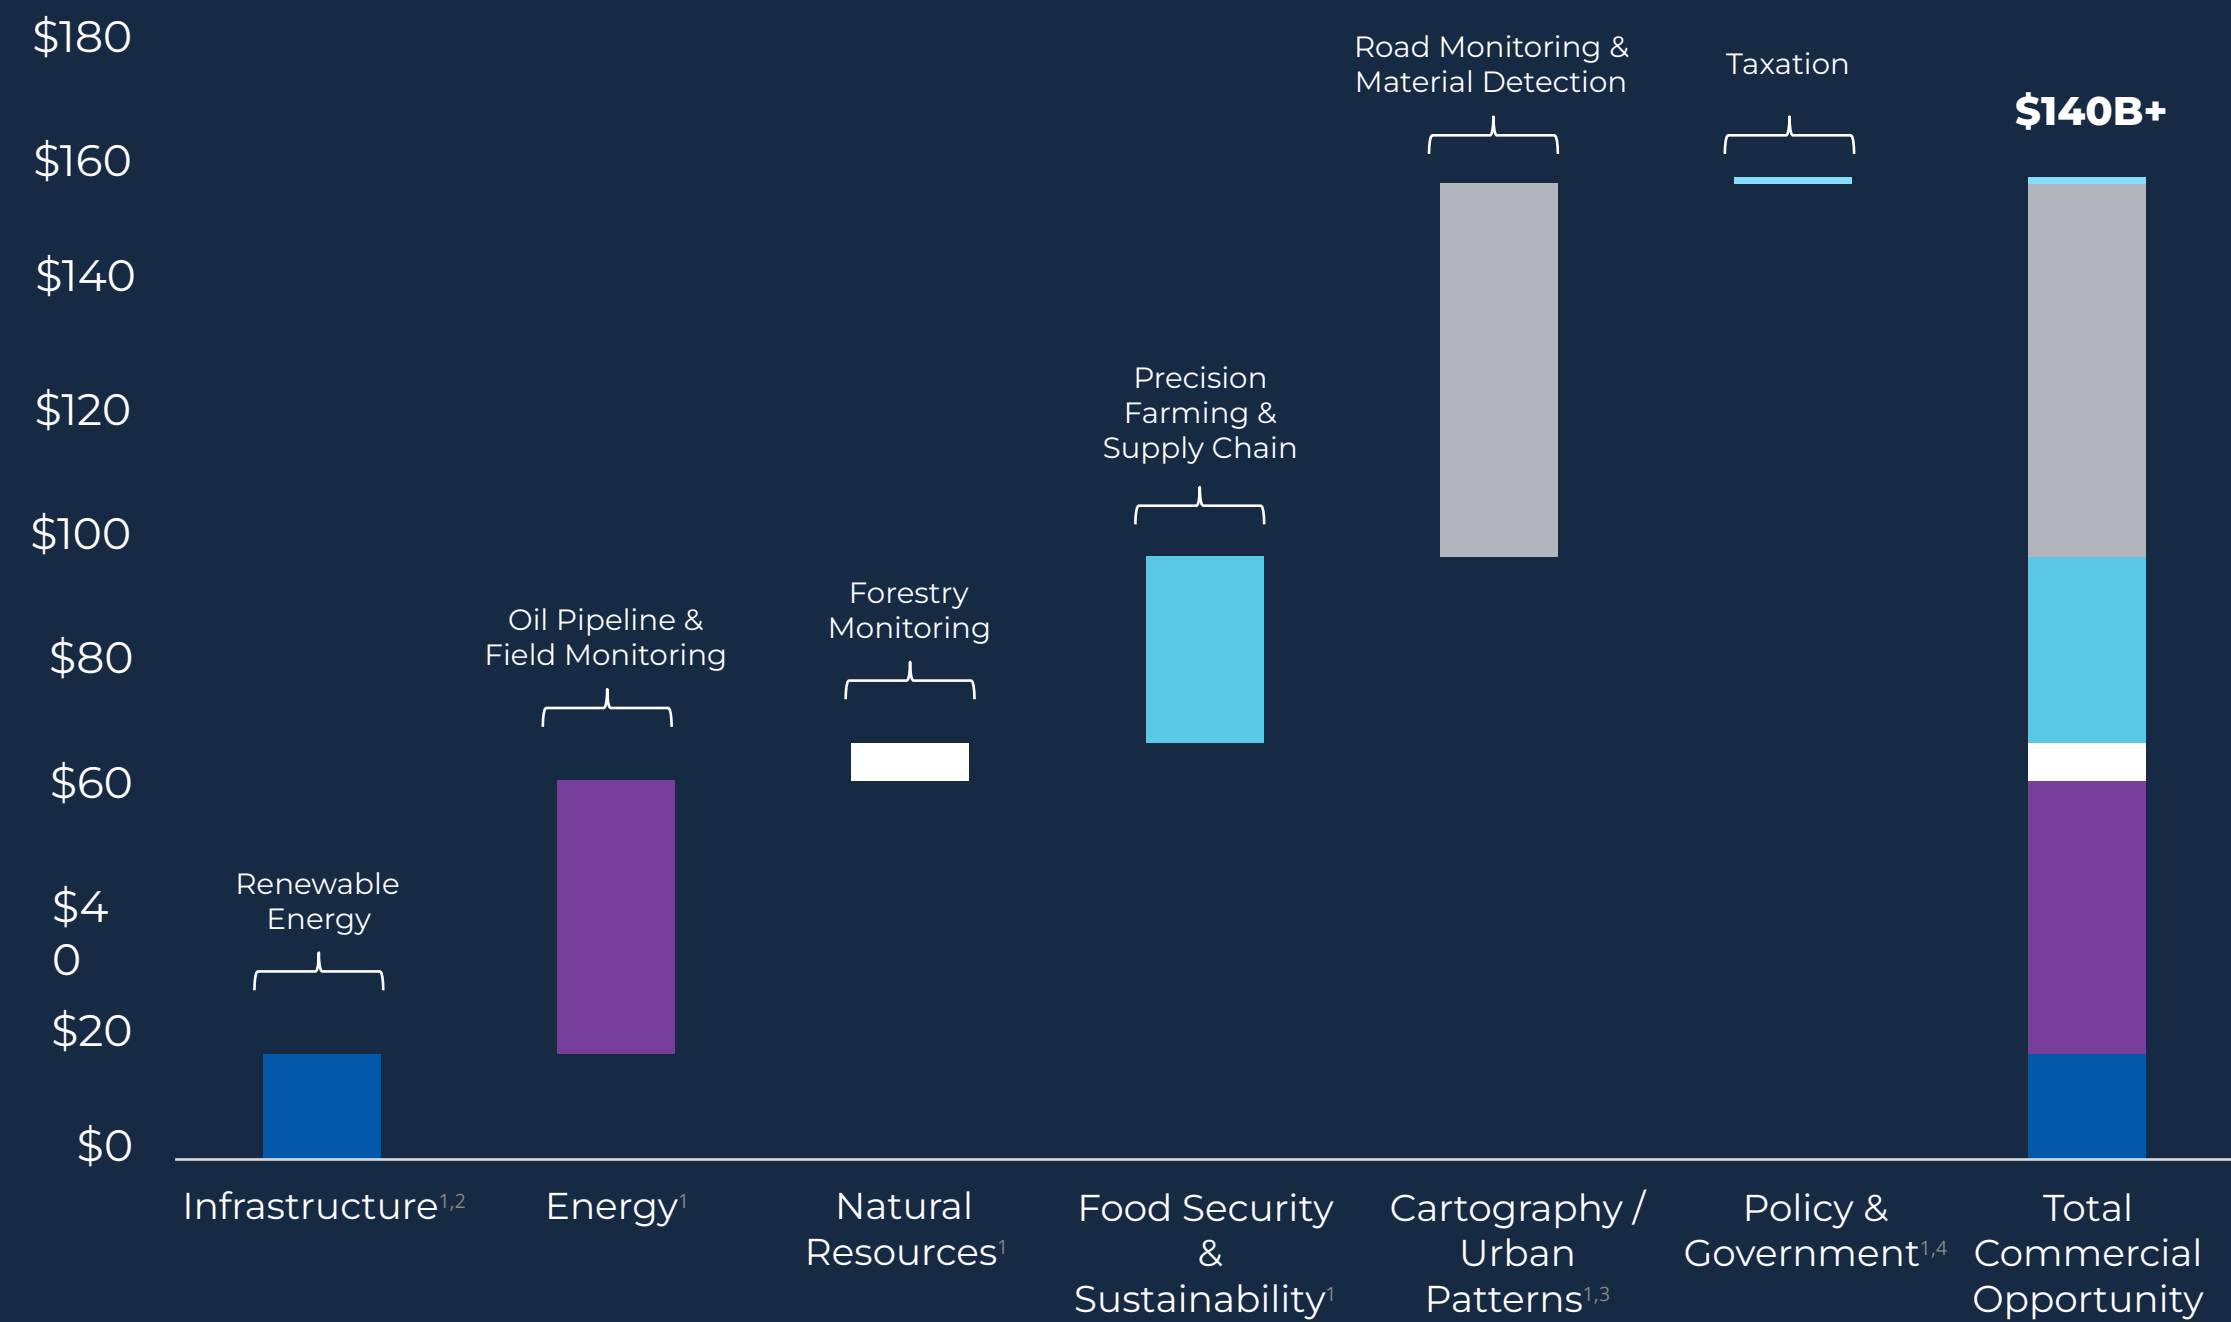 $180
$160
$140
$120
$100
$80
$60
$4
0
$20
$0
Renewable
Energy
Oil Pipeline &
Field Monitoring
Forestry
Monitoring
Precision
Farming &
Supply Chain
Road Monitoring &
Material Detection
Taxation
$140B+
Infrastructure1,2
Energy1
Natural
Resources1
Food Security
&
Sustainability1
Cartography /
Urban
Patterns1,3
Policy &
Government1,4
Total
Commercial
Opportunity